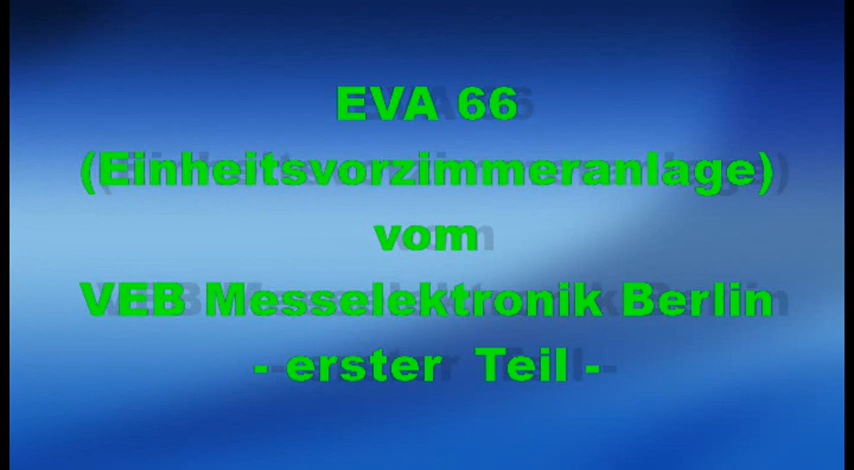 EVA 66
(Einheitsvorzimmeranlage)
vom
VEB Messelektronik Berlin
- erster Teil -